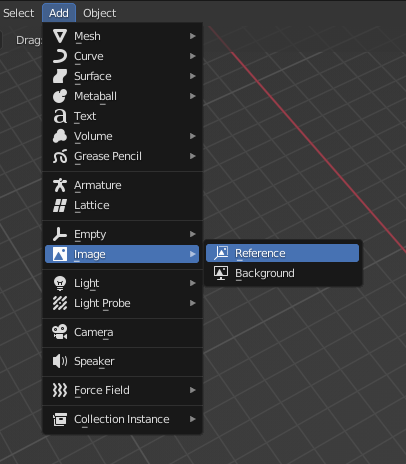 Select Add Object
Drag:
Mesh
Curve
Surface
Metaball
Text
Volume
Grease Pencil
Armature
Lattice
Empty
Image
Reference
Background
Light
Light Probe
Camera
Speaker
Force Field
Collection Instance